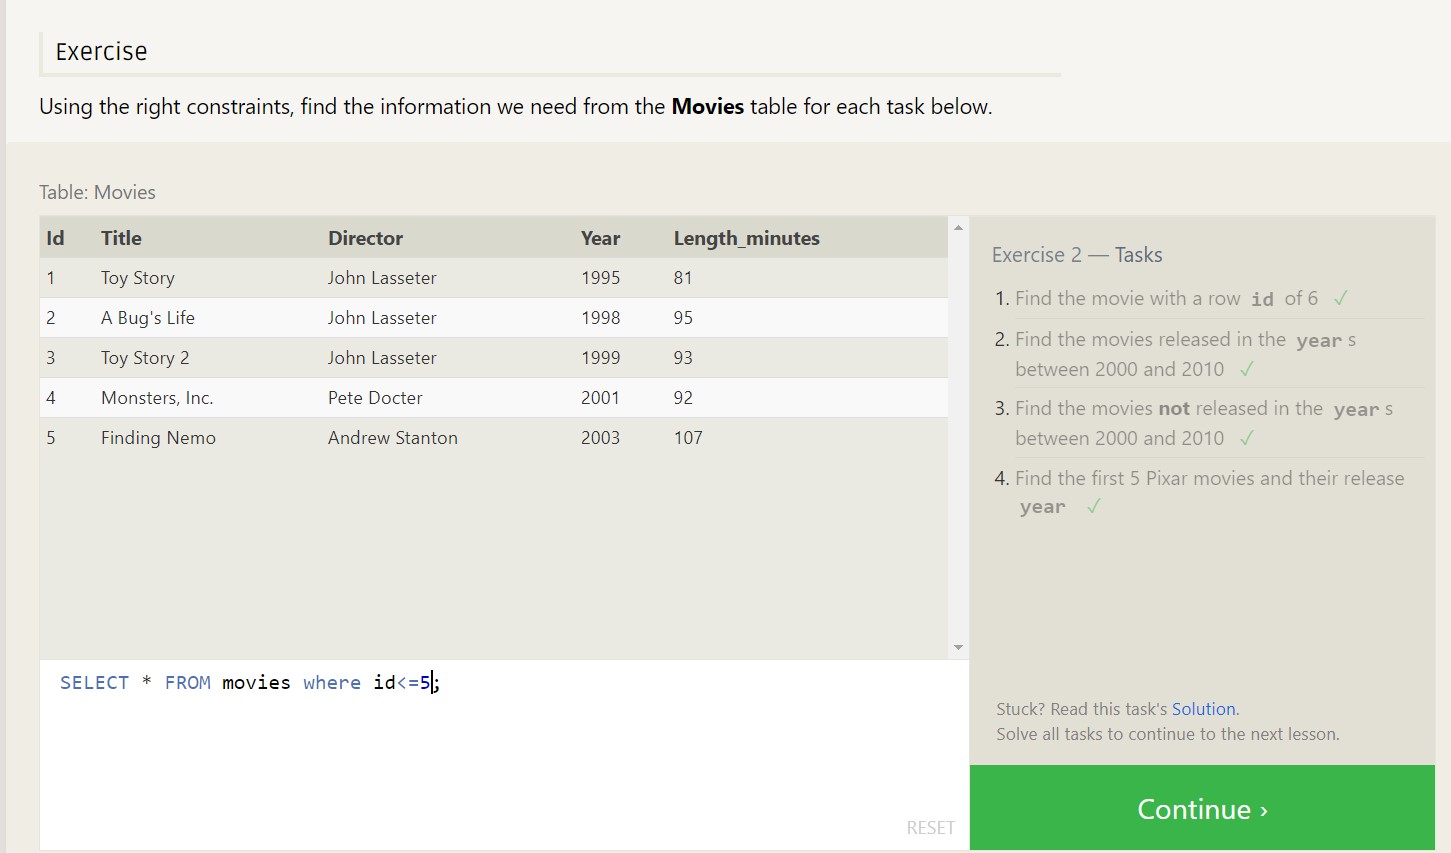 Exercise
Using the right constraints, find the information we need from the Movies table for each task below.
Table: Movies
Id Title Director Year Length_minutes
1 Toy Story John Lasseter 1995 81
2 A Bug's Life John Lasseter 1998 95
3 Toy Story 2 John Lasseter 1999 93
4 Monsters, Inc. Pete Docter 2001 92
5 Finding Nemo Andrew Stanton 2003 107
SELECT * FROM movies where id<=5;
RESET
Exercise 2 — Tasks
1. Find the movie with a row id of 6 ✓
2. Find the movies released in the year s
between 2000 and 2010 ✓
3. Find the movies not released in the year s
between 2000 and 2010 ✓
4. Find the first 5 Pixar movies and their release
year ✓
Stuck? Read this task's Solution.
Solve all tasks to continue to the next lesson.
Continue ›